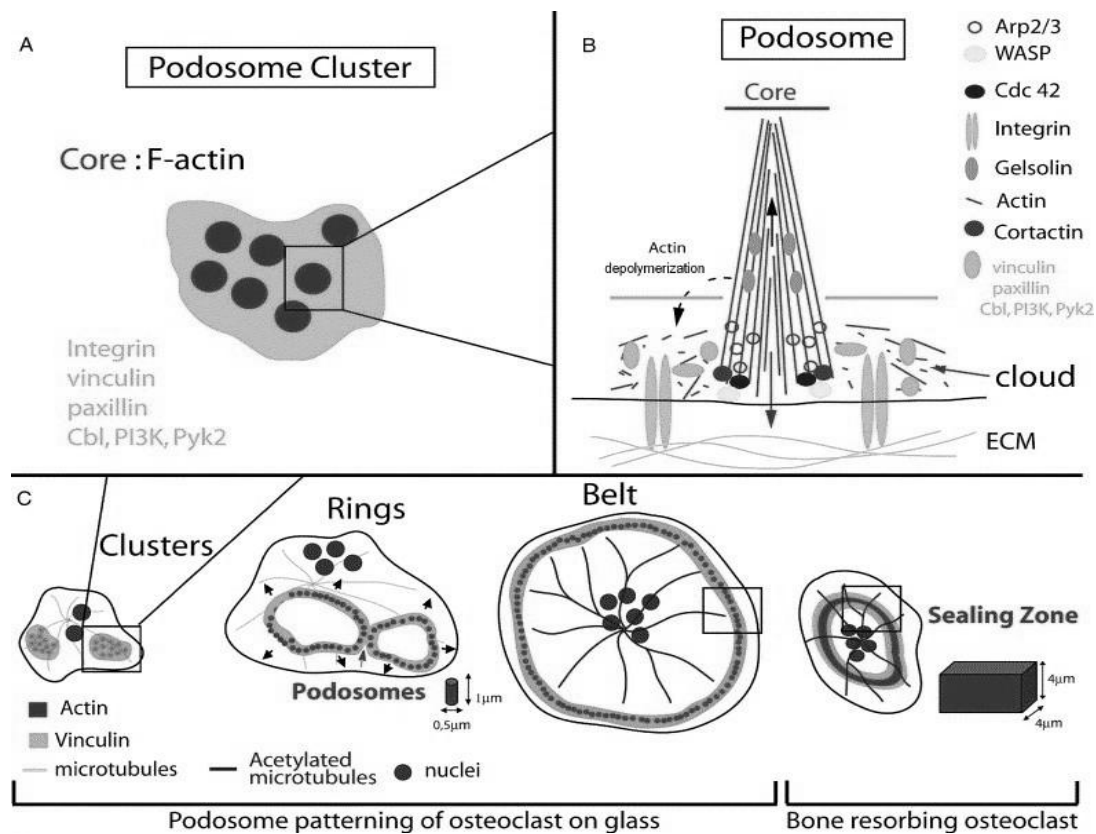 A
Podosome Cluster
Core : F-actin
Integrin
vinculin
paxillin
Cbl, PI3K, Pyk2
B
Podosome
Core
Actin
depolymerization
cloud
ECM
Arp2/3
WASP
Cdc 42
Integrin
Gelsolin
Actin
Cortactin
vinculin
paxillin
Cbl, PI3K, Pyk2
C
Clusters
Rings
Belt
Podosomes
1µm
0,5µm
Sealing Zone
4µm
4µm
Actin
Vinculin
microtubules
Acetylated
microtubules
nuclei
Podosome patterning of osteoclast on glass
Bone resorbing osteoclast